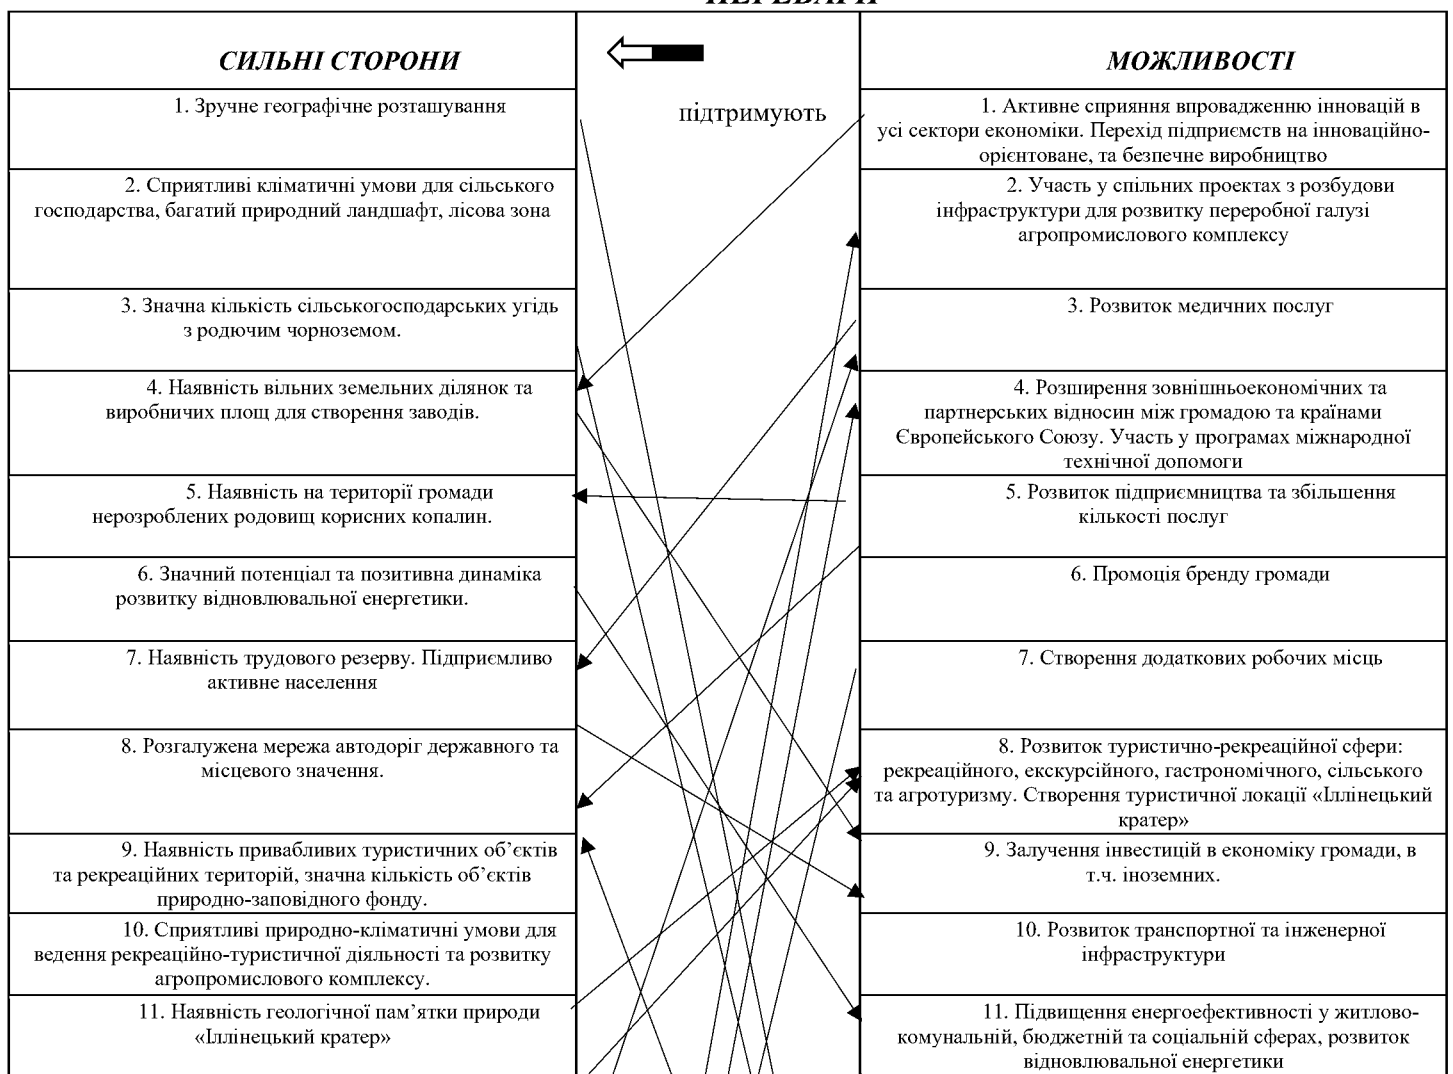 ПЕРЕВАГИ
СИЛЬНІ СТОРОНИ
підтримують
МОЖЛИВОСТІ
1. Зручне географічне розташування
1. Активне сприяння впровадженню інновацій в
усі сектори економіки. Перехід підприємств на інноваційно-
орієнтоване, та безпечне виробництво
2. Сприятливі кліматичні умови для сільського
господарства, багатий природний ландшафт, лісова зона
2. Участь у спільних проектах з розбудови
інфраструктури для розвитку переробної галузі
агропромислового комплексу
3. Значна кількість сільськогосподарських угідь
з родючим чорноземом.
3. Розвиток медичних послуг
4. Наявність вільних земельних ділянок та
виробничих площ для створення заводів.
4. Розширення зовнішньоекономічних та
партнерських відносин між громадою та країнами
Європейського Союзу. Участь у програмах міжнародної
технічної допомоги
5. Наявність на території громади
нерозроблених родовищ корисних копалин.
5. Розвиток підприємництва та збільшення
кількості послуг
6. Значний потенціал та позитивна динаміка
розвитку відновлювальної енергетики.
6. Промоція бренду громади
7. Наявність трудового резерву. Підприємливо
активне населення
7. Створення додаткових робочих місць
8. Розгалужена мережа автодоріг державного та
місцевого значення.
8. Розвиток туристично-рекреаційної сфери:
рекреаційного, екскурсійного, гастрономічного, сільського
та агротуризму. Створення туристичної локації «Іллінецький
кратер»
9. Наявність привабливих туристичних об’єктів
та рекреаційних територій, значна кількість об’єктів
природно-заповідного фонду.
9. Залучення інвестицій в економіку громади, в
т.ч. іноземних.
10. Сприятливі природно-кліматичні умови для
ведення рекреаційно-туристичної діяльності та розвитку
агропромислового комплексу.
10. Розвиток транспортної та інженерної
інфраструктури
11. Наявність геологічної пам’ятки природи
«Іллінецький кратер»
11. Підвищення енергоефективності у житлово-
комунальній, бюджетній та соціальній сферах, розвиток
відновлювальної енергетики